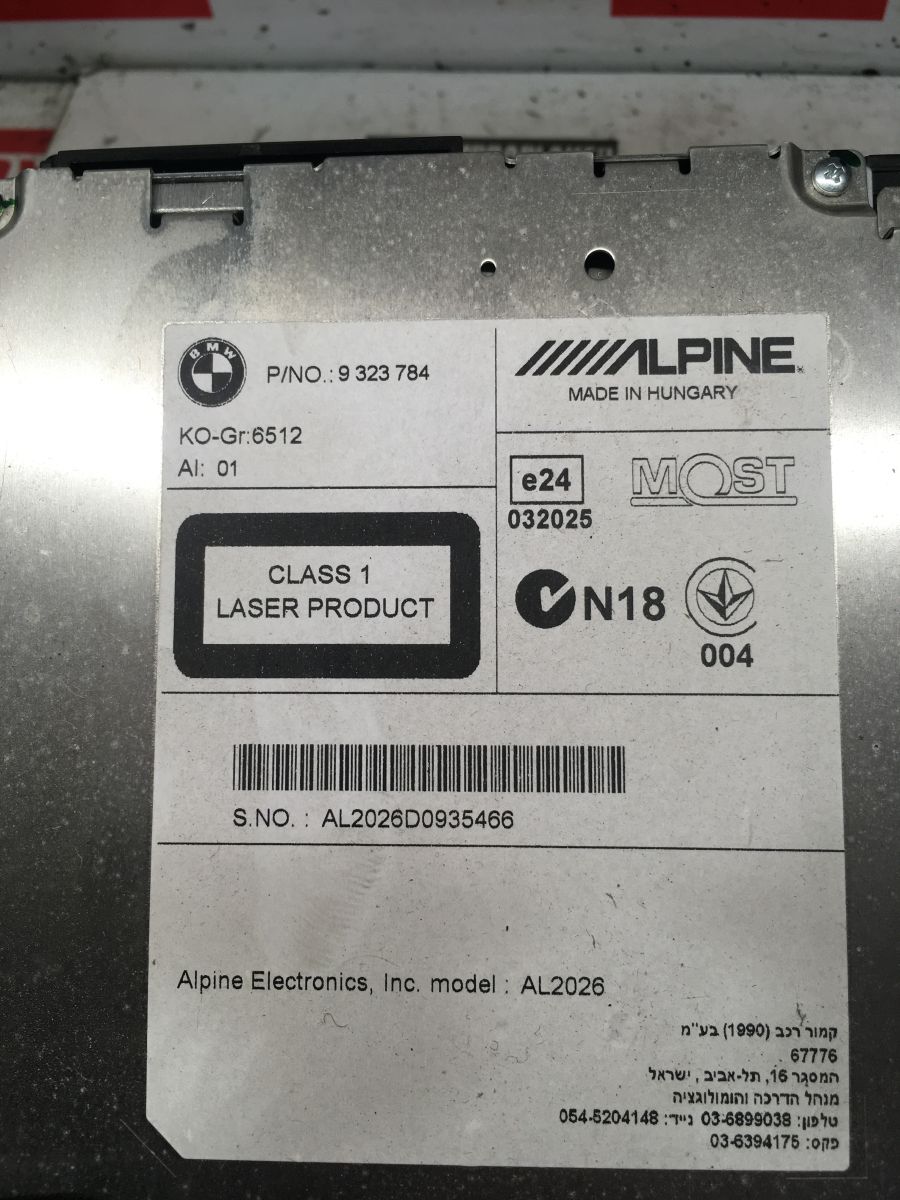 BMW
P/NO.: 9 323 784
KO-Gr:6512
AI: 01
ALPINE
MADE IN HUNGARY
e24
032025
MOST
CLASS 1
LASER PRODUCT
N18
004
S.NO. : AL2026D0935466
Alpine Electronics, Inc. model : AL2026
קמור רכב (1990) בע"מ
67776
המסגר 16, תל-אביב, ישראל
מנהל הדרכה והומולוגציה
טלפון: 03-6899038 נייד: 054-5204148
פקס: 03-6394175